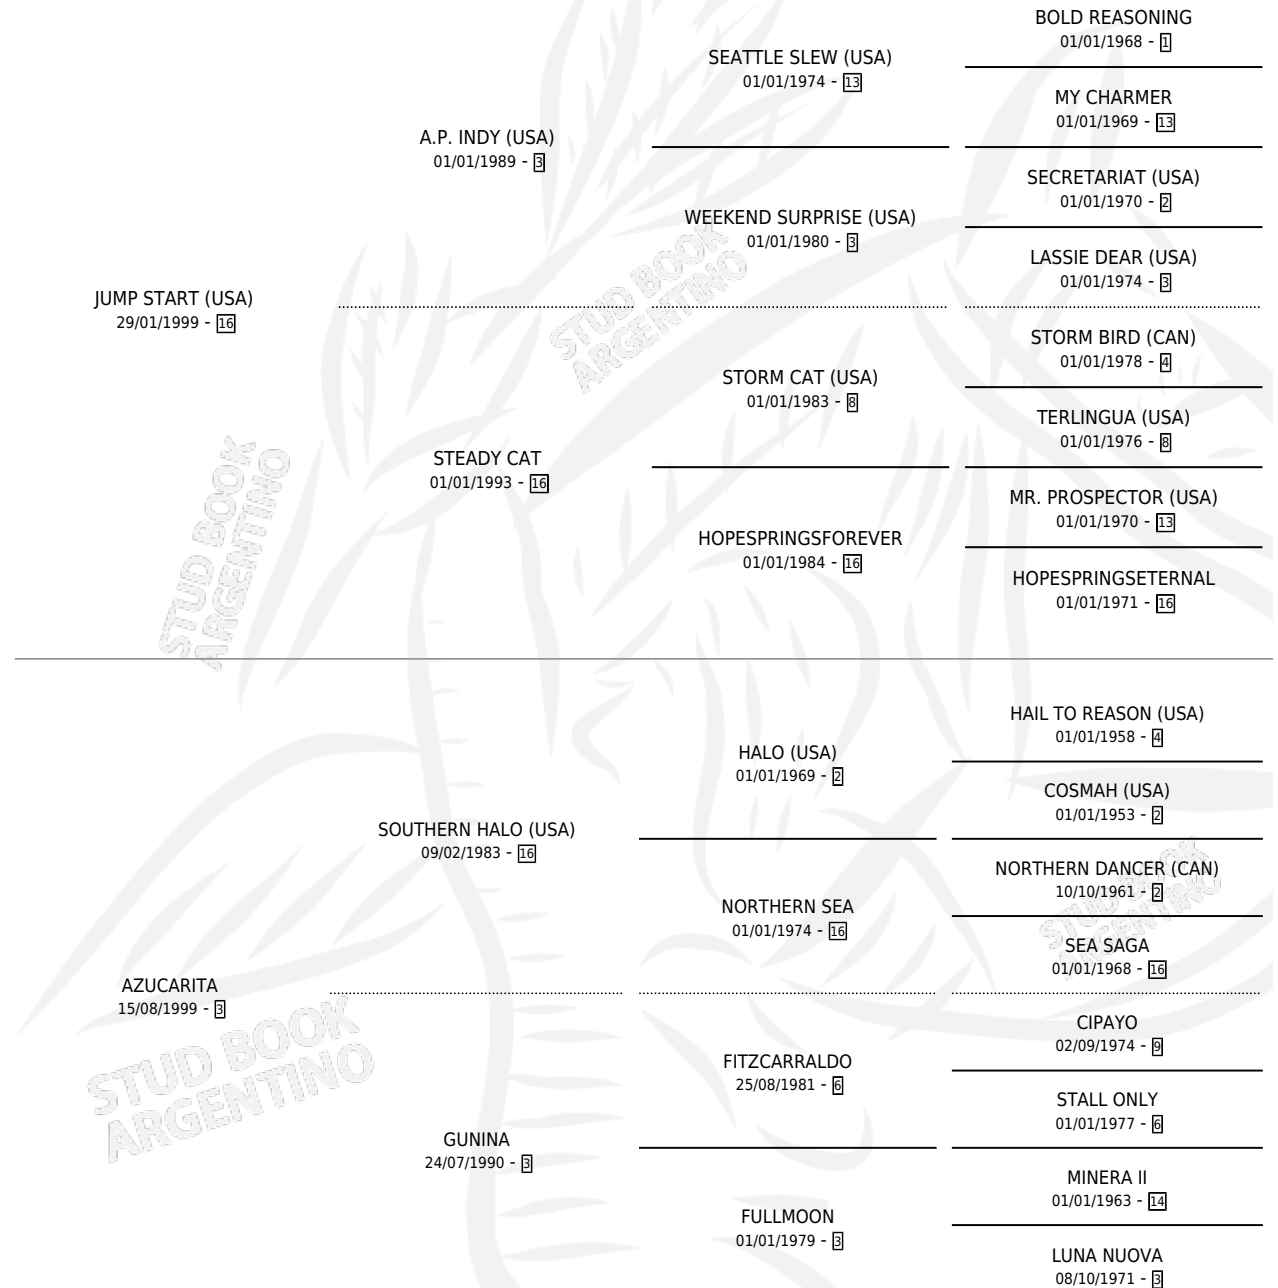 BOLD REASONING
01/01/1968 - 1
SEATTLE SLEW (USA)
01/01/1974 - 13
MY CHARMER
01/01/1969 - 13
A.P. INDY (USA)
01/01/1989 - 3
SECRETARIAT (USA)
01/01/1970 - 2
WEEKEND SURPRISE (USA)
01/01/1980 - 3
LASSIE DEAR (USA)
01/01/1974 - 3
JUMP START (USA)
29/01/1999 - 16
STORM BIRD (CAN)
01/01/1978 - 4
STORM CAT (USA)
01/01/1983 - 8
TERLINGUA (USA)
01/01/1976 - 8
STEADY CAT
01/01/1993 - 16
MR. PROSPECTOR (USA)
01/01/1970 - 13
HOPESPRINGSFOREVER
01/01/1984 - 16
HOPESPRINGSETERNAL
01/01/1971 - 16
HAIL TO REASON (USA)
01/01/1958 - 4
HALO (USA)
01/01/1969 - 2
COSMAH (USA)
01/01/1953 - 2
SOUTHERN HALO (USA)
09/02/1983 - 16
NORTHERN DANCER (CAN)
10/10/1961 - 2
NORTHERN SEA
01/01/1974 - 16
SEA SAGA
01/01/1968 - 16
AZUCARITA
15/08/1999 - 3
CIPAYO
02/09/1974 - 9
FITZCARRALDO
25/08/1981 - 6
STALL ONLY
01/01/1977 - 6
GUNINA
24/07/1990 - 3
MINERA II
01/01/1963 - 14
FULLMOON
01/01/1979 - 3
LUNA NUOVA
08/10/1971 - 3
STUD BOOK
ARGENTINO
STUD BOOK
ARGENTINO
STUD BOOK
ARGENTINO
STUD BOOK
ARGENTINO